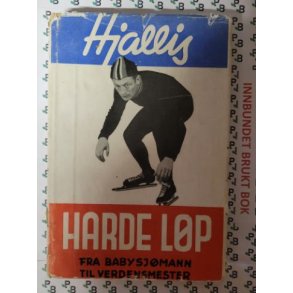 Hjallis
HARDE LØP
FRA BABYSJØMANN
TIL VERDENSMESTER
INNBUNDET BRUKT BOK